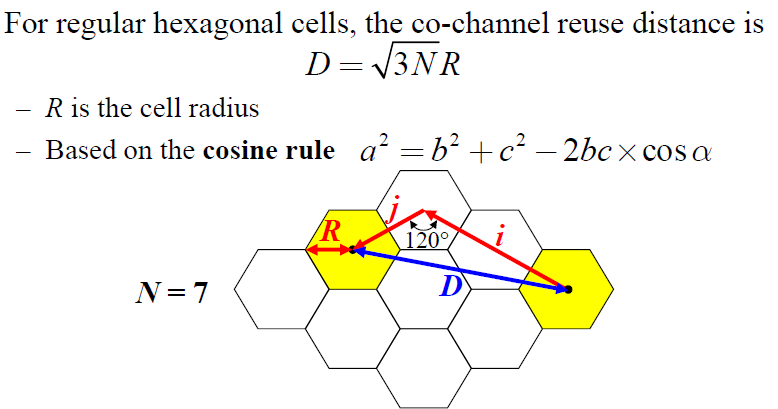 For regular hexagonal cells, the co-channel reuse distance is
D = √3N R
– R is the cell radius
– Based on the cosine rule a² = b² + c² − 2bc × cos α
j
R
120°
i
N = 7
D